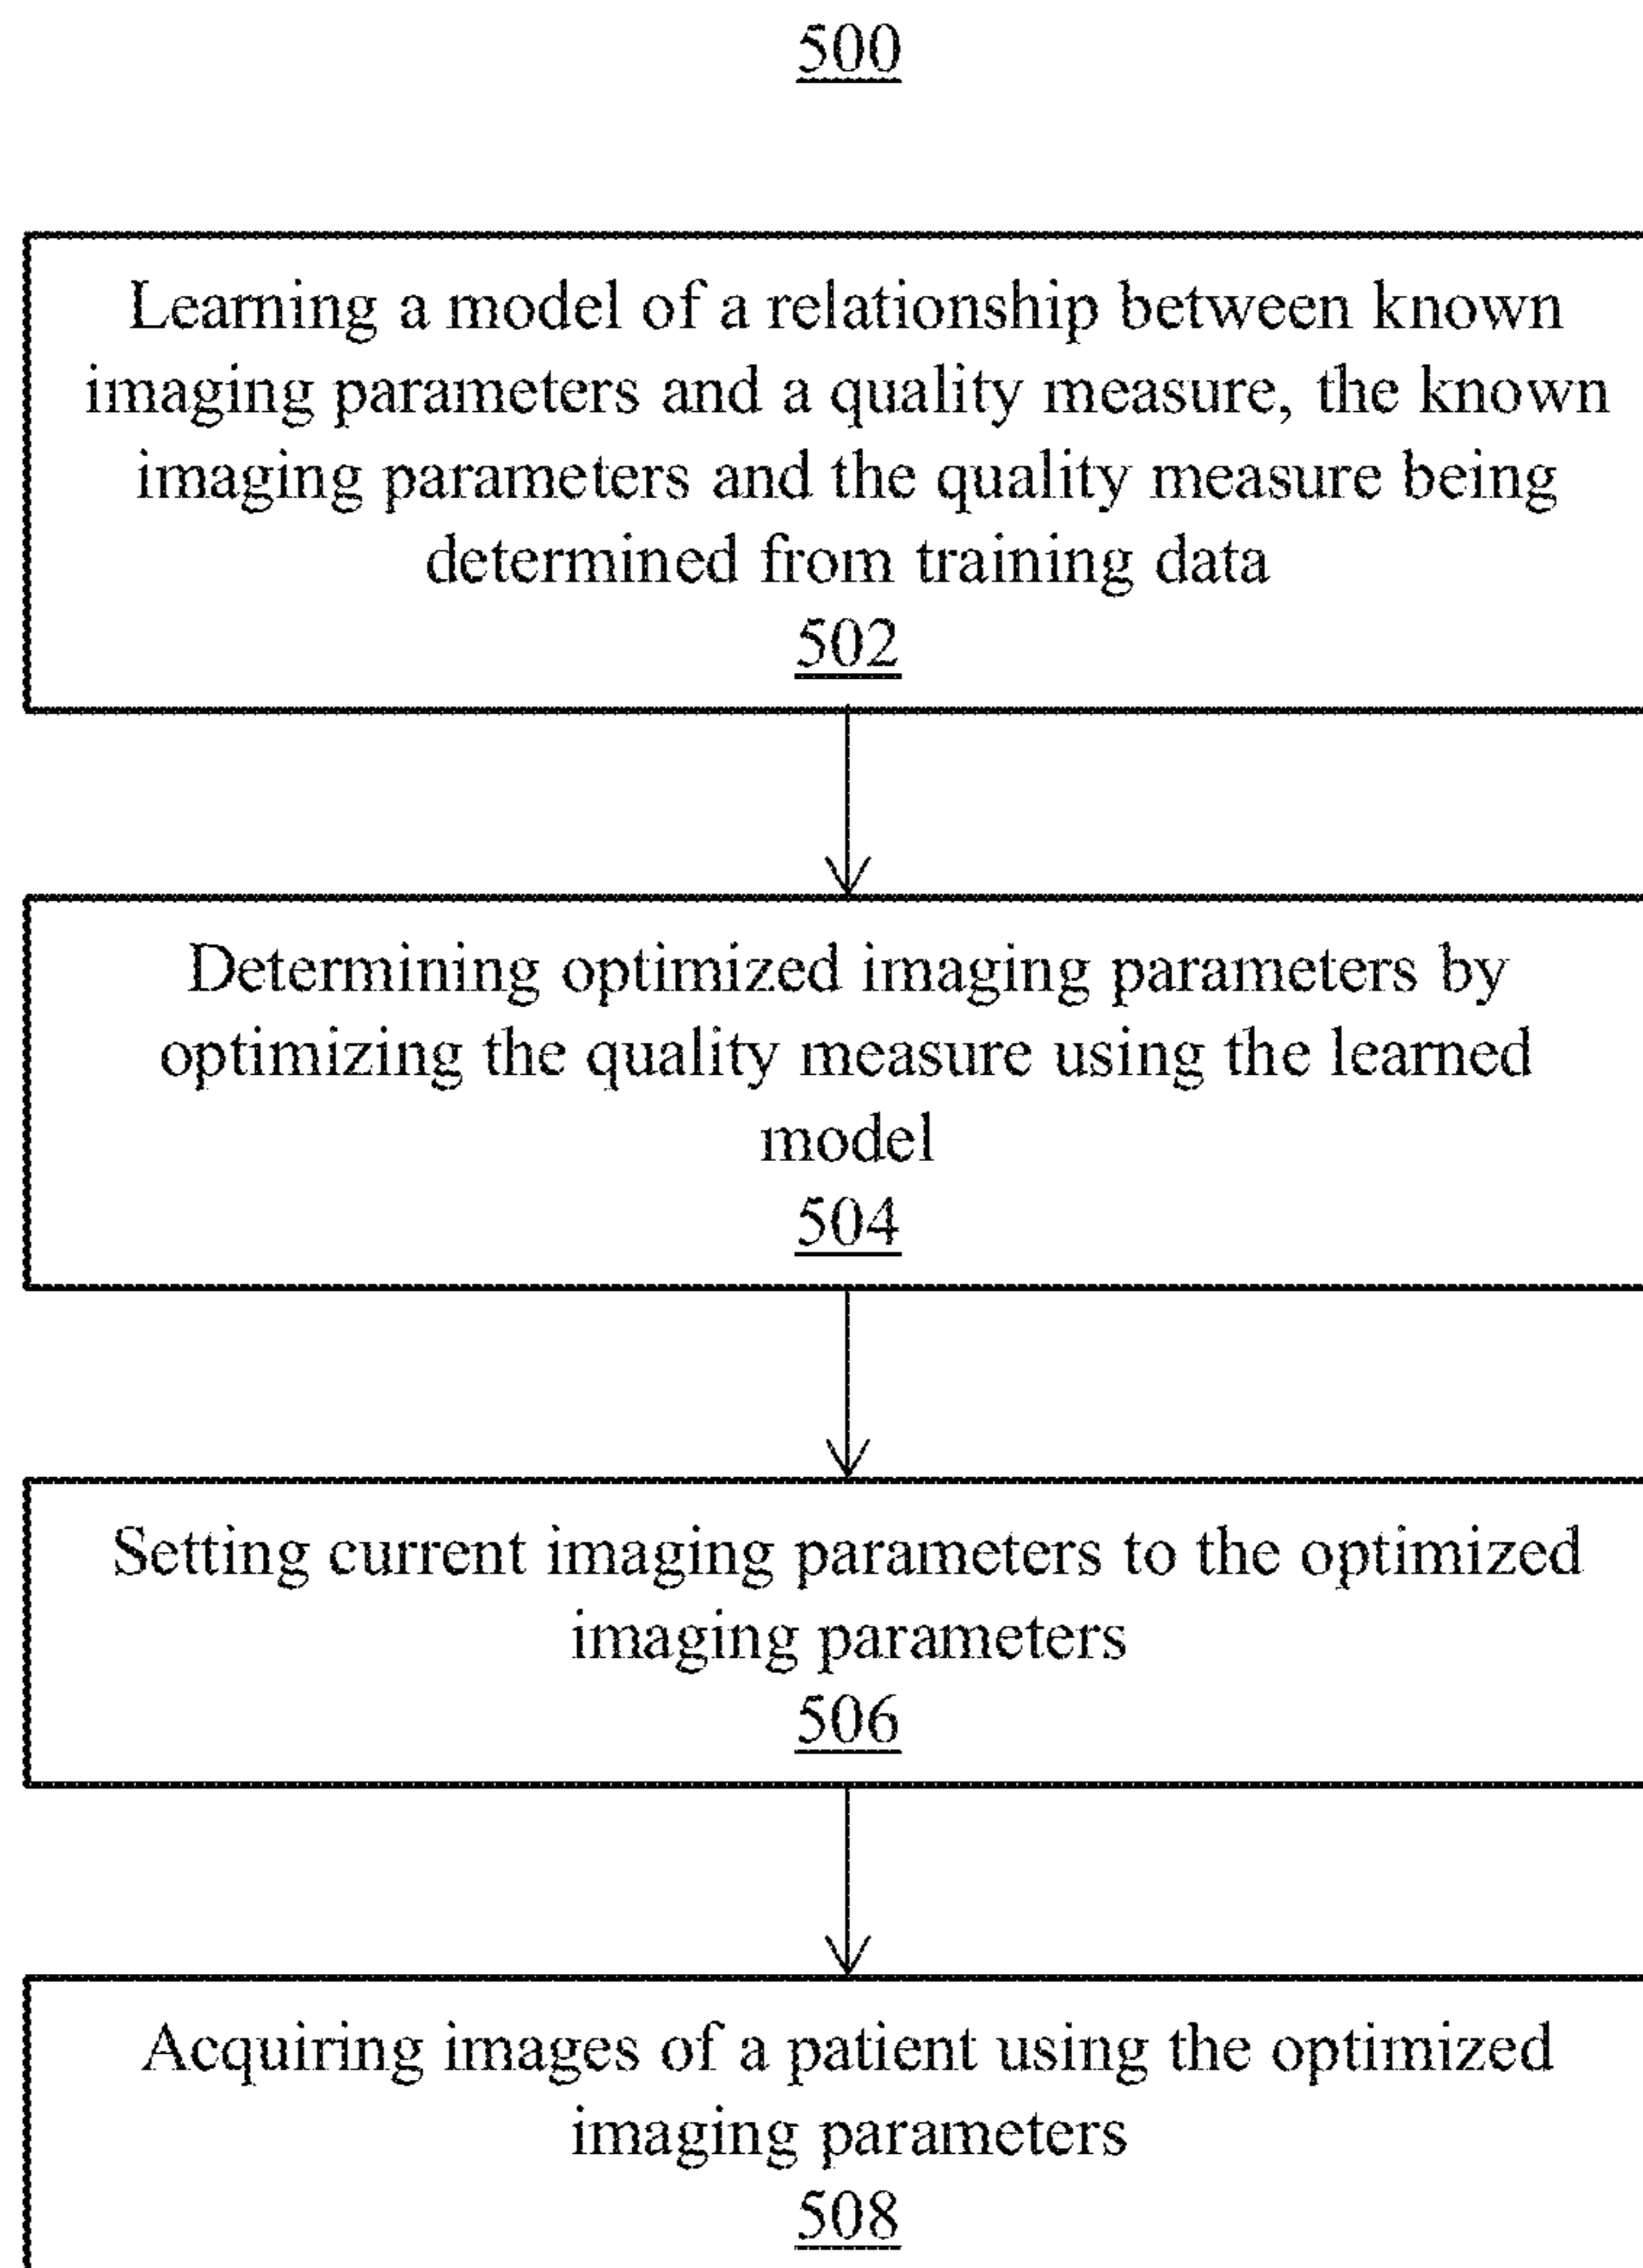 500
Learning a model of a relationship between known
imaging parameters and a quality measure, the known
imaging parameters and the quality measure being
determined from training data
502
Determining optimized imaging parameters by
optimizing the quality measure using the learned
model
504
Setting current imaging parameters to the optimized
imaging parameters
506
Acquiring images of a patient using the optimized
imaging parameters
508